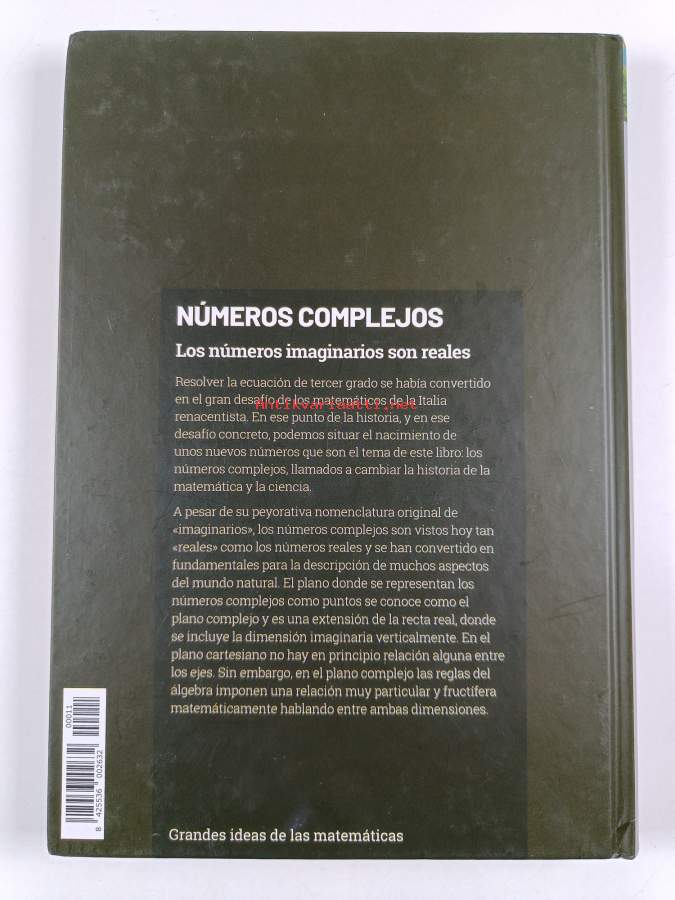 NÚMEROS COMPLEJOS
Los números imaginarios son reales
Resolver la ecuación de tercer grado se había convertido
en el gran desafío de los matemáticos de la Italia
Antikvariaatti.net
renacentista. En ese punto de la historia, y en ese
desafío concreto, podemos situar el nacimiento de
unos nuevos números que son el tema de este libro: los
números complejos, llamados a cambiar la historia de la
matemática y la ciencia.
A pesar de su peyorativa nomenclatura original de
«imaginarios», los números complejos son vistos hoy tan
«reales» como los números reales y se han convertido en
fundamentales para la descripción de muchos aspectos
del mundo natural. El plano donde se representan los
números complejos como puntos se conoce como el
plano complejo y es una extensión de la recta real, donde
se incluye la dimensión imaginaria verticalmente. En el
plano cartesiano no hay en principio relación alguna entre
los ejes. Sin embargo, en el plano complejo las reglas del
álgebra imponen una relación muy particular y fructífera
matemáticamente hablando entre ambas dimensiones.
00011
8 425536 002632
Grandes ideas de las matemáticas